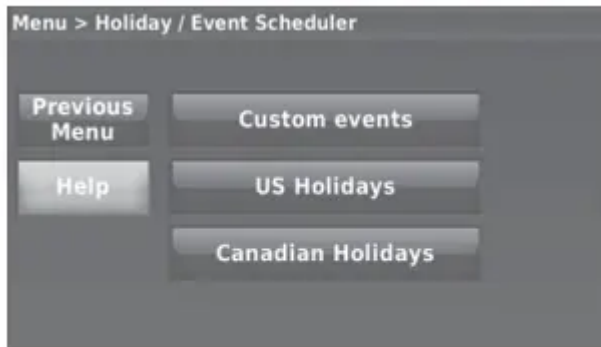 Menu > Holiday / Event Scheduler
Previous
Menu
Custom events
Help
US Holidays
Canadian Holidays